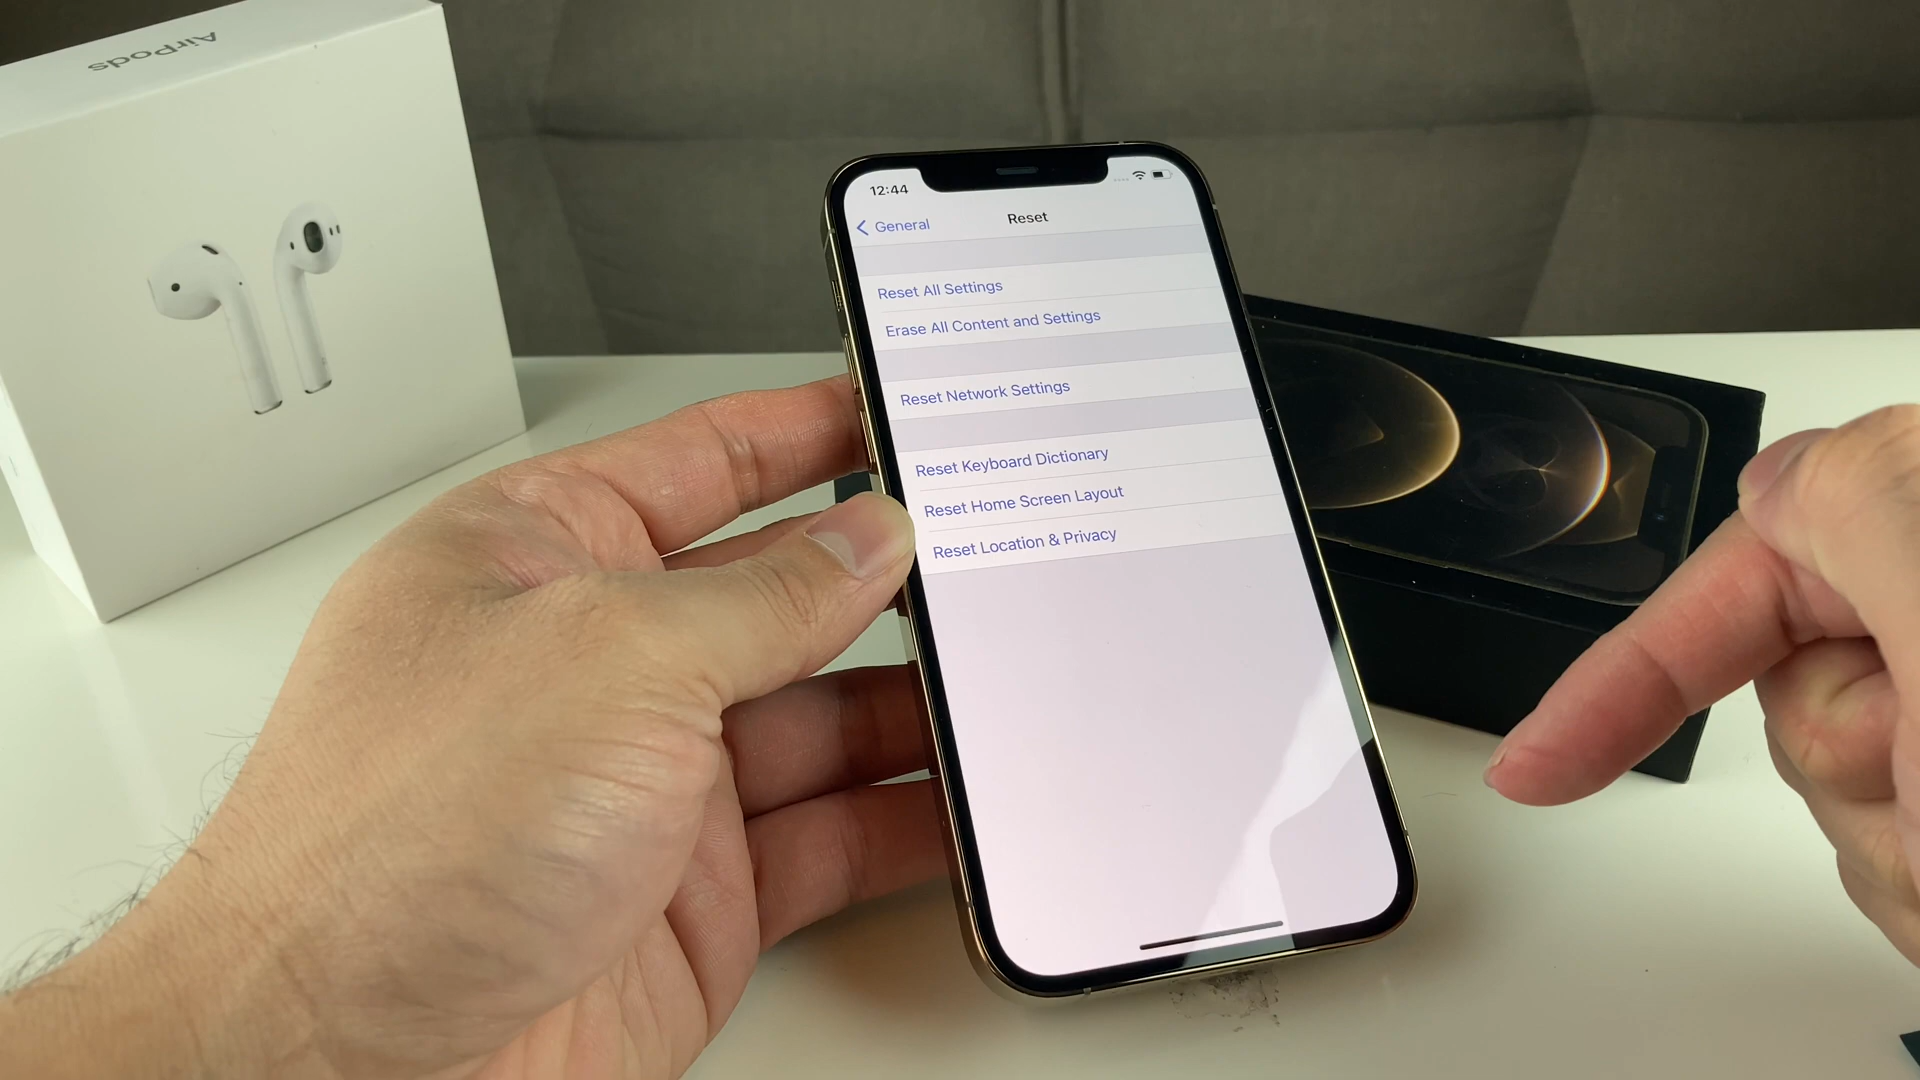 AirPods
12:44
General
Reset
Reset All Settings
Erase All Content and Settings
Reset Network Settings
Reset Keyboard Dictionary
Reset Home Screen Layout
Reset Location & Privacy